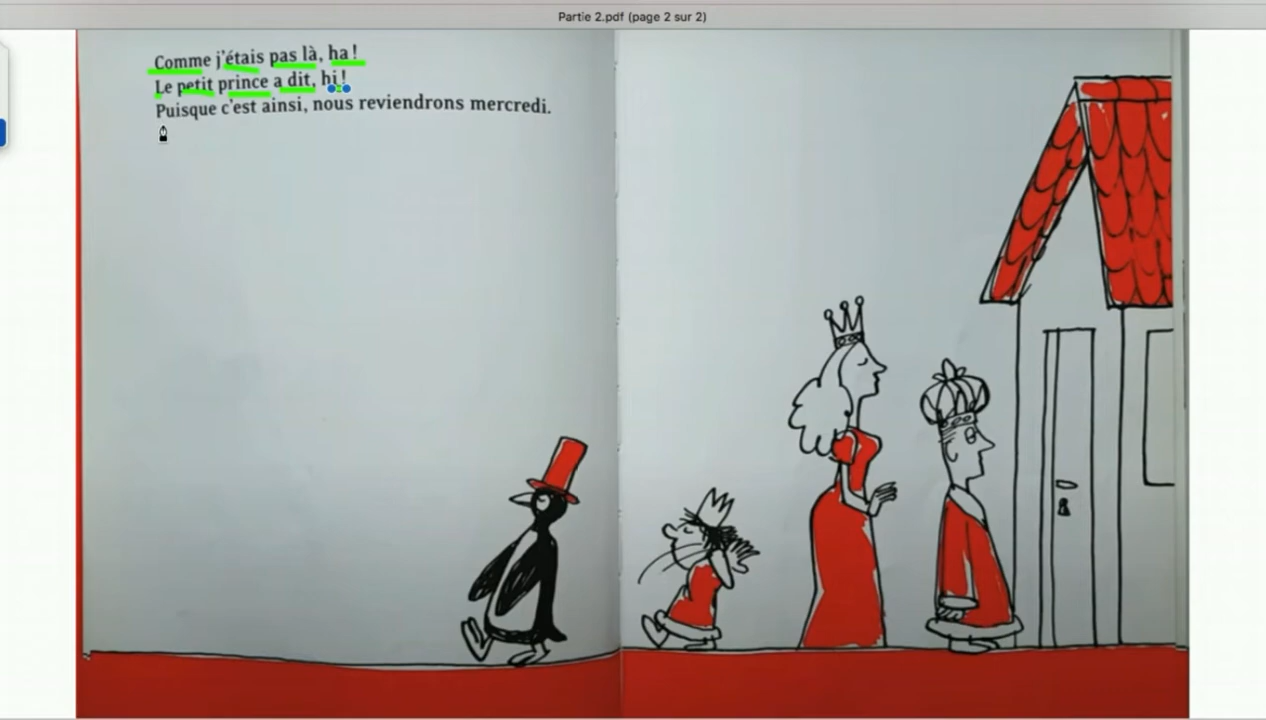 Partie 2.pdf (page 2 sur 2)
Comme j'étais pas là, ha !
Le petit prince a dit, hi !
Puisque c'est ainsi, nous reviendrons mercredi.